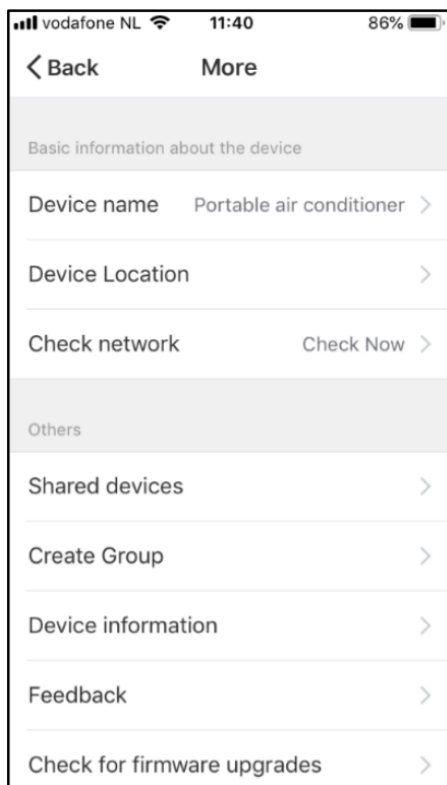 vodafone NL 11:40 86%
Back More
Basic information about the device
Device name Portable air conditioner
Device Location
Check network Check Now
Others
Shared devices
Create Group
Device information
Feedback
Check for firmware upgrades